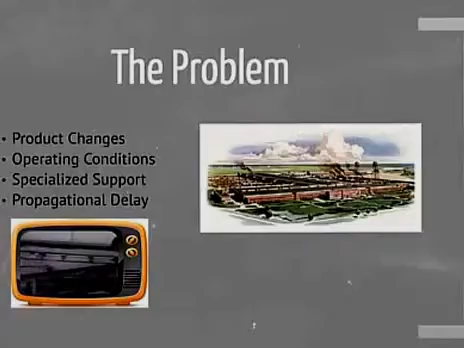 The Problem
• Product Changes
• Operating Conditions
• Specialized Support
• Propagational Delay